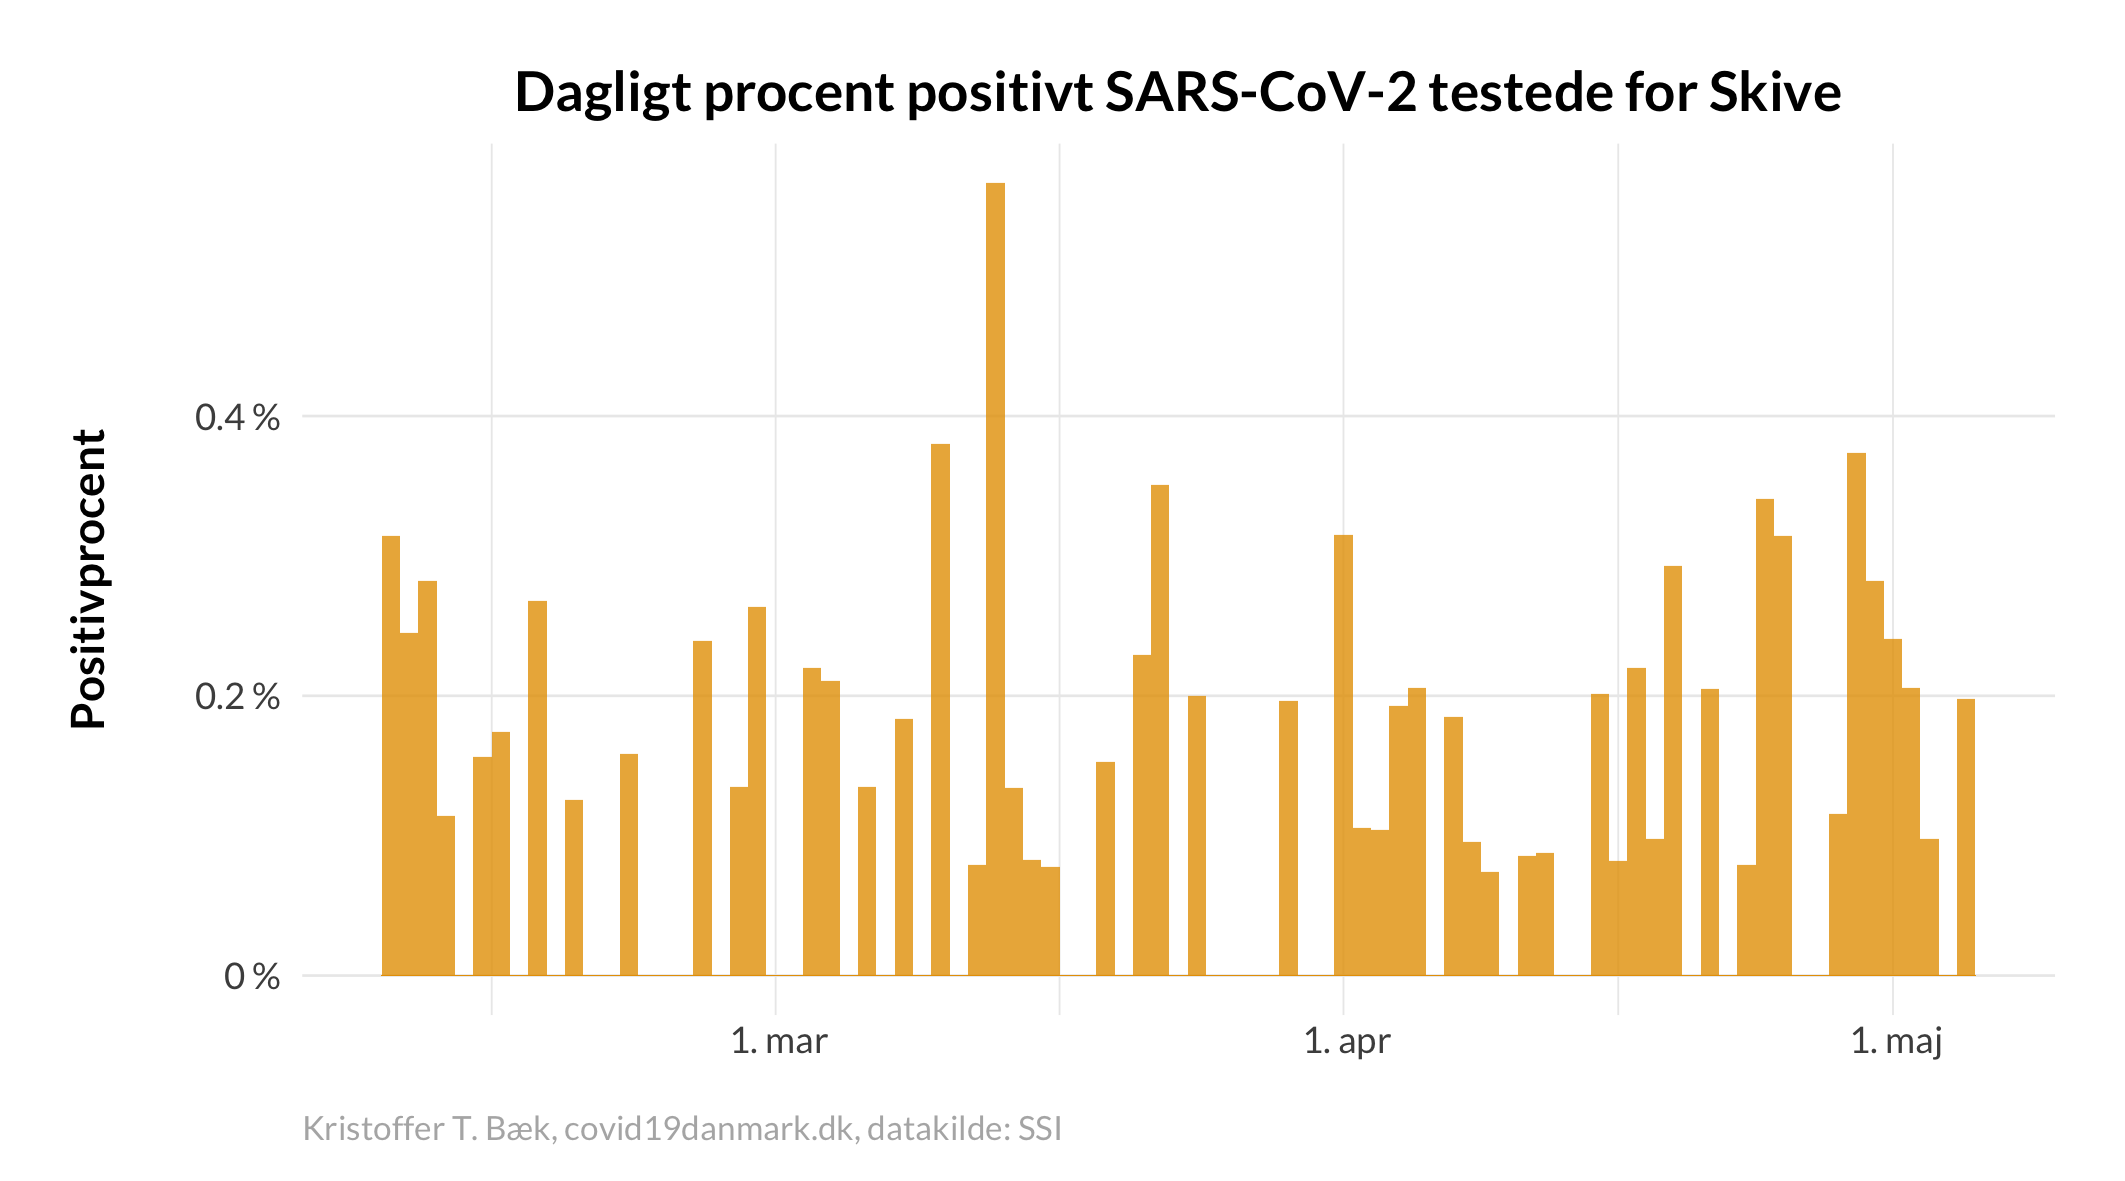 Dagligt procent positivt SARS-CoV-2 testede for Skive
Positivprocent
0.4 %
0.2 %
0 %
1. mar
1. apr
1. maj
Kristoffer T. Bæk, covid19danmark.dk, datakilde: SSI